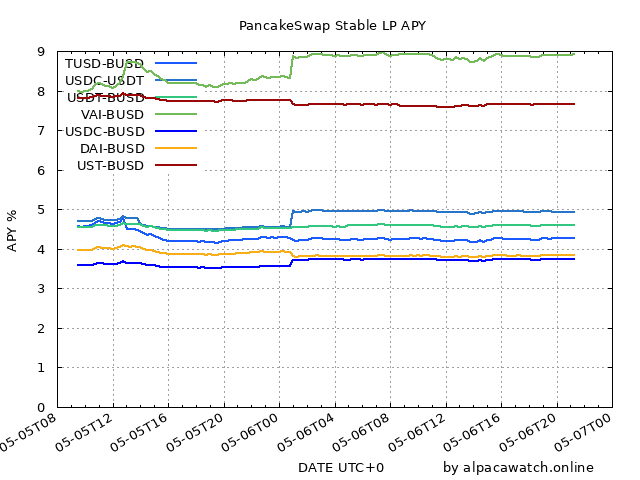 PancakeSwap Stable LP APY
APY %
9
8
7
6
5
4
3
2
1
0
TUSD-BUSD
USDC-USDT
USDT-BUSD
VAI-BUSD
USDC-BUSD
DAI-BUSD
UST-BUSD
05-05T08
05-05T12
05-05T16
05-05T20
05-06T00
05-06T04
05-06T08
05-06T12
05-06T16
05-06T20
05-07T00
DATE UTC+0
by alpacawatch.online